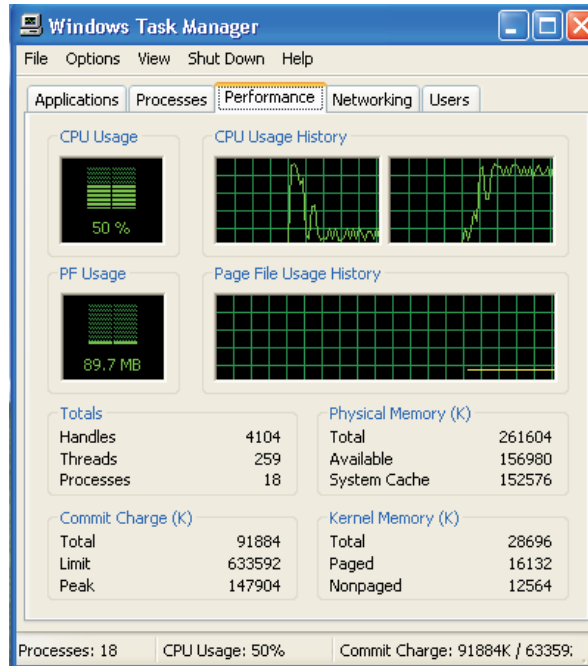 Windows Task Manager
File Options View Shut Down Help
Applications Processes Performance Networking Users
CPU Usage CPU Usage History
50 %
PF Usage Page File Usage History
89.7 MB
Totals Physical Memory (K)
Handles 4104 Total 261604
Threads 259 Available 156980
Processes 18 System Cache 152576
Commit Charge (K) Kernel Memory (K)
Total 91884 Total 28696
Limit 633592 Paged 16132
Peak 147904 Nonpaged 12564
Processes: 18 CPU Usage: 50% Commit Charge: 91884K / 63359